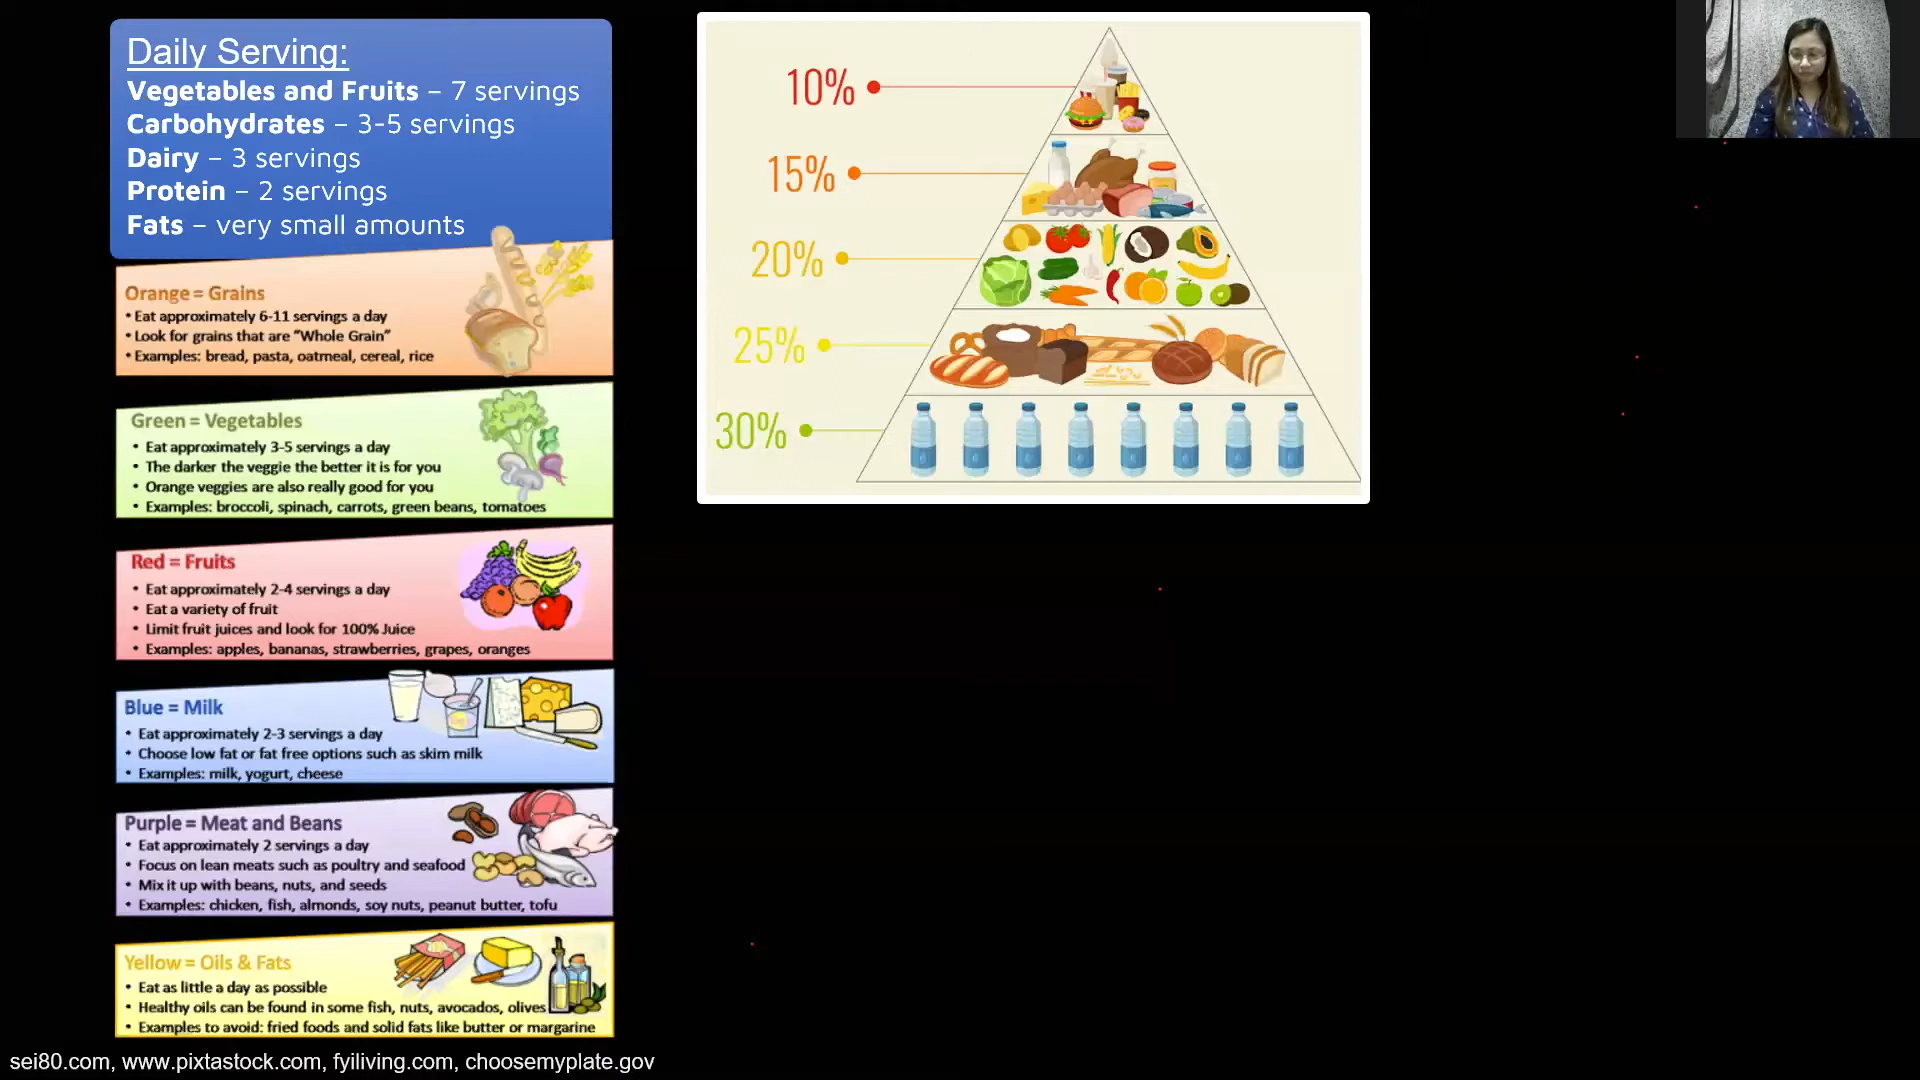 Daily Serving:
Vegetables and Fruits – 7 servings
Carbohydrates – 3-5 servings
Dairy – 3 servings
Protein – 2 servings
Fats – very small amounts
Orange = Grains
• Eat approximately 6-11 servings a day
• Look for grains that are “Whole Grain”
• Examples: bread, pasta, oatmeal, cereal, rice
Green = Vegetables
• Eat approximately 3-5 servings a day
• The darker the veggie the better it is for you
• Orange veggies are also really good for you
• Examples: broccoli, spinach, carrots, green beans, tomatoes
Red = Fruits
• Eat approximately 2-4 servings a day
• Eat a variety of fruit
• Limit fruit juices and look for 100% Juice
• Examples: apples, bananas, strawberries, grapes, oranges
Blue = Milk
• Eat approximately 2-3 servings a day
• Choose low fat or fat free options such as skim milk
• Examples: milk, yogurt, cheese
Purple = Meat and Beans
• Eat approximately 2 servings a day
• Focus on lean meats such as poultry and seafood
• Mix it up with beans, nuts, and seeds
• Examples: chicken, fish, almonds, soy nuts, peanut butter, tofu
Yellow = Oils & Fats
• Eat as little a day as possible
• Healthy oils can be found in some fish, nuts, avocados, olives
• Examples to avoid: fried foods and solid fats like butter or margarine
sei80.com, www.pixtastock.com, fyiliving.com, choosemyplate.gov
10%
15%
20%
25%
30%